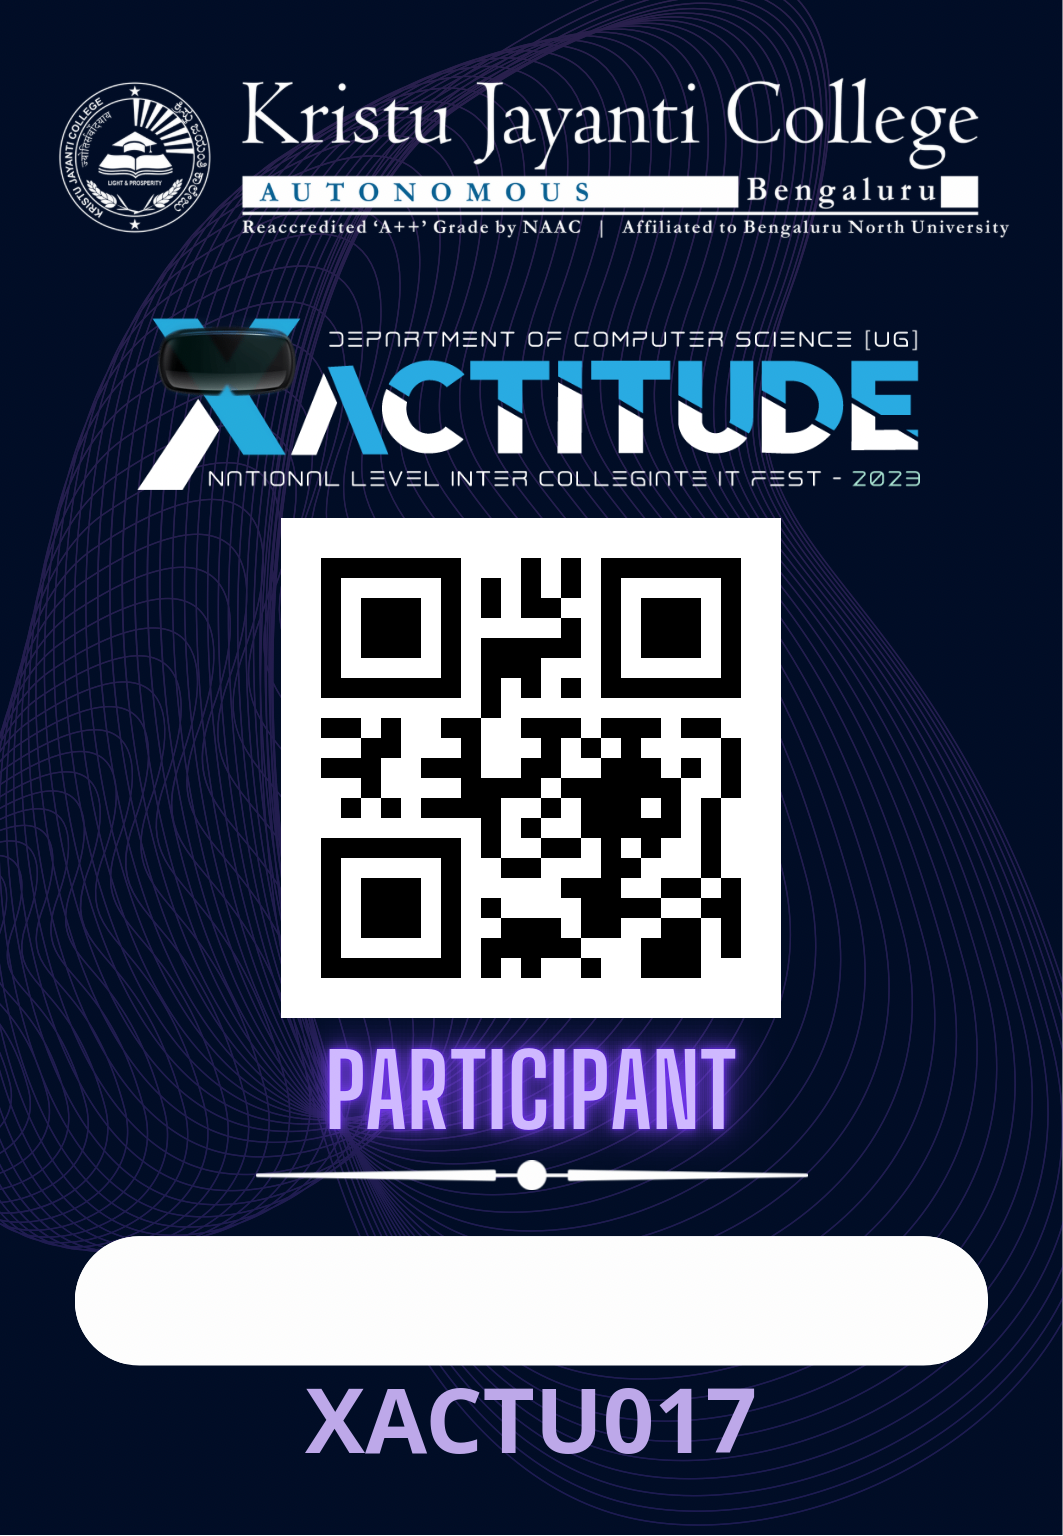 KRISTU JAYANTI COLLEGE
ಕ್ರಿಸ್ತು ಜಯಂತಿ ಕಾಲೇಜು
LIGHT & PROSPERITY
Kristu Jayanti College
AUTONOMOUS Bengaluru
Reaccredited ‘A++’ Grade by NAAC | Affiliated to Bengaluru North University
DEPARTMENT OF COMPUTER SCIENCE [UG]
XACTITUDE
NATIONAL LEVEL INTER COLLEGIATE IT FEST - 2023
PARTICIPANT
XACTU017